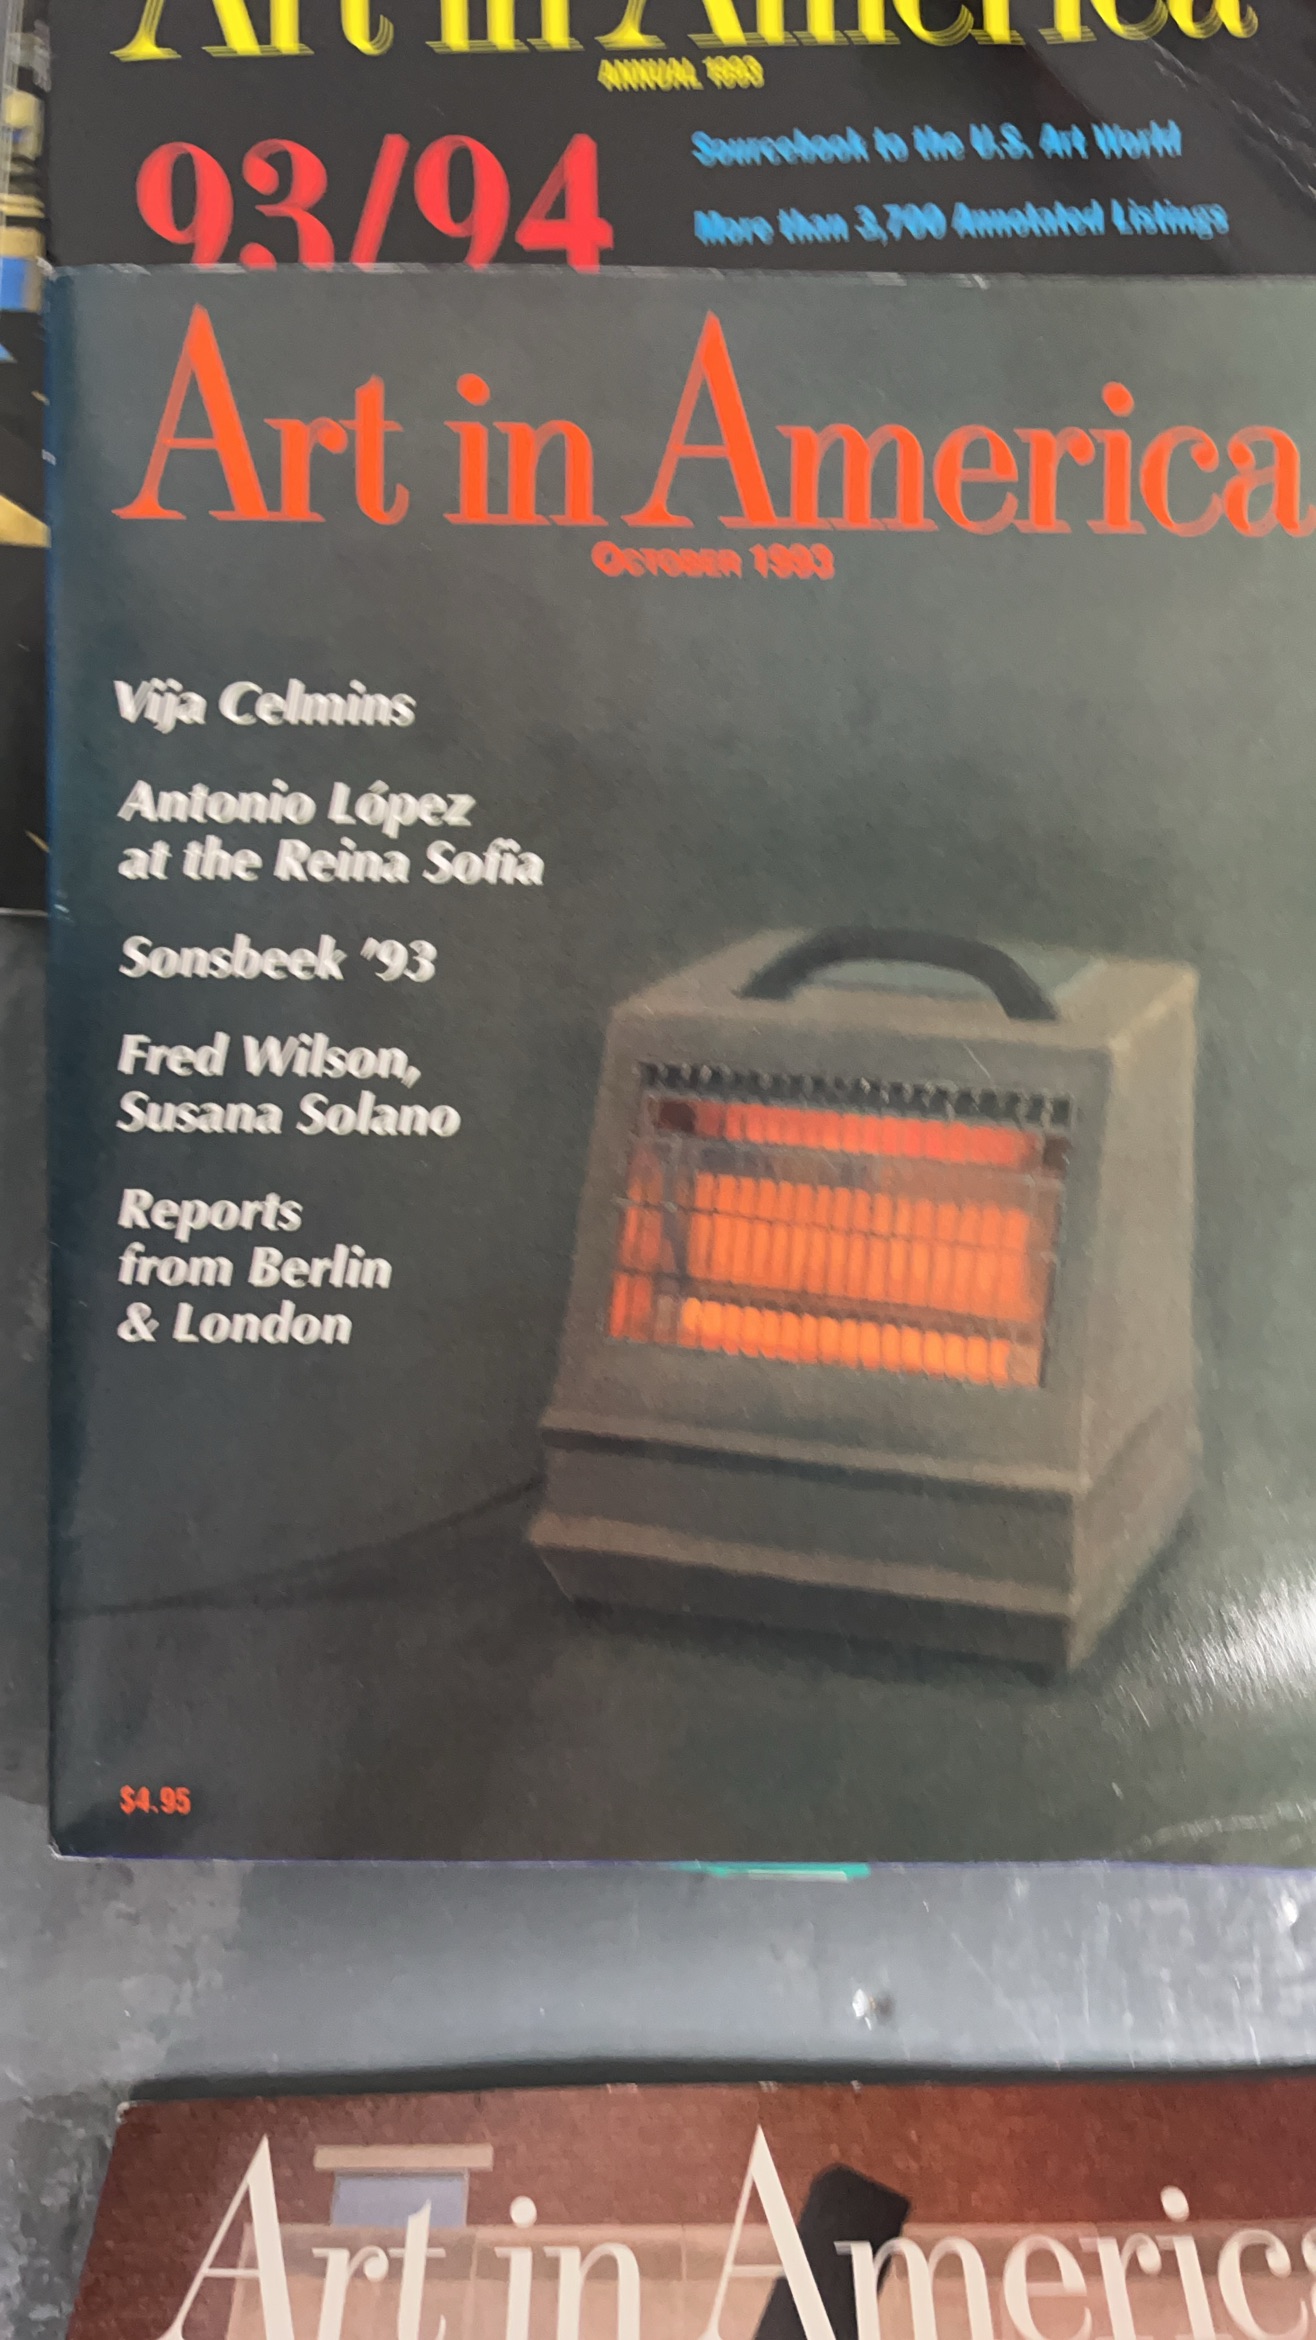 Art in America
ANNUAL 1993
93/94
Sourcebook to the U.S. Art World
More than 3,700 Annotated Listings
Art in America
OCTOBER 1993
Vija Celmins
Antonio López
at the Reina Sofía
Sonsbeek '93
Fred Wilson,
Susana Solano
Reports
from Berlin
& London
$4.95
Art in America